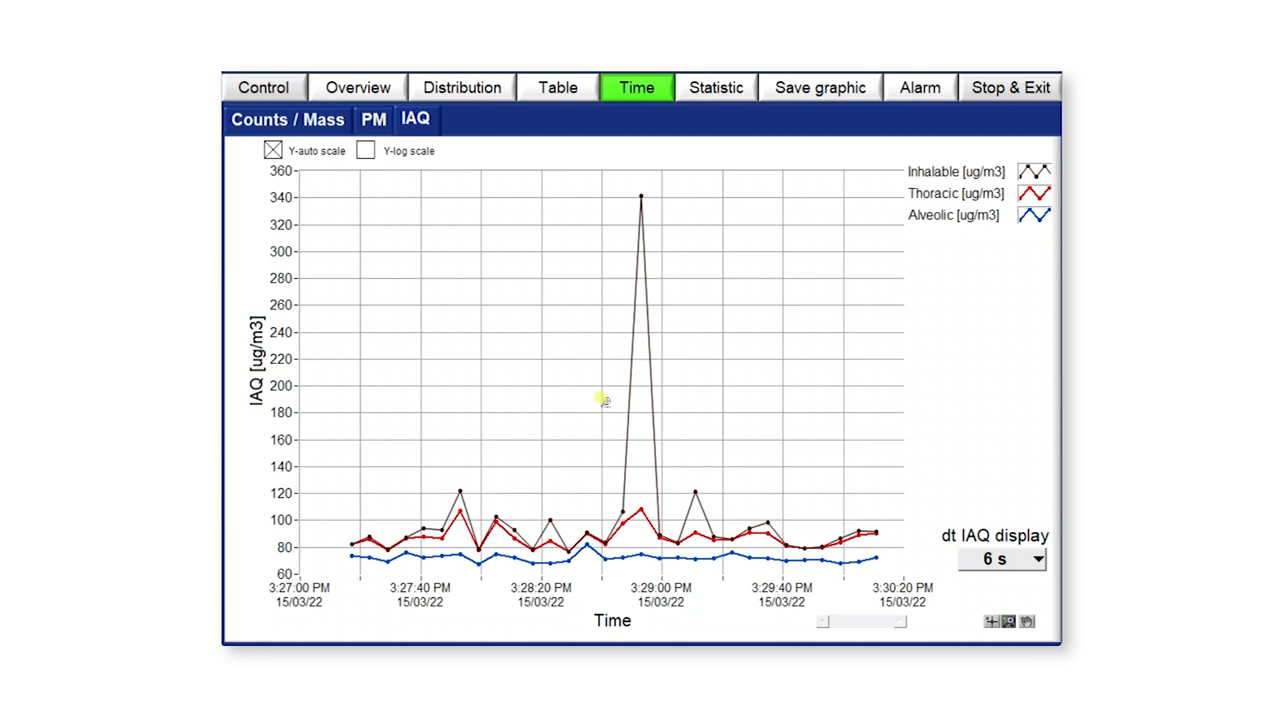 Control Overview Distribution Table Time Statistic Save graphic Alarm Stop & Exit
Counts / Mass PM IAQ
Y-auto scale Y-log scale
Inhalable [ug/m3]
Thoracic [ug/m3]
Alveolic [ug/m3]
IAQ [ug/m3]
360
340
320
300
280
260
240
220
200
180
160
140
120
100
80
60
dt IAQ display
6 s
3:27:00 PM 3:27:40 PM 3:28:20 PM 3:29:00 PM 3:29:40 PM 3:30:20 PM
15/03/22 15/03/22 15/03/22 15/03/22 15/03/22 15/03/22
Time